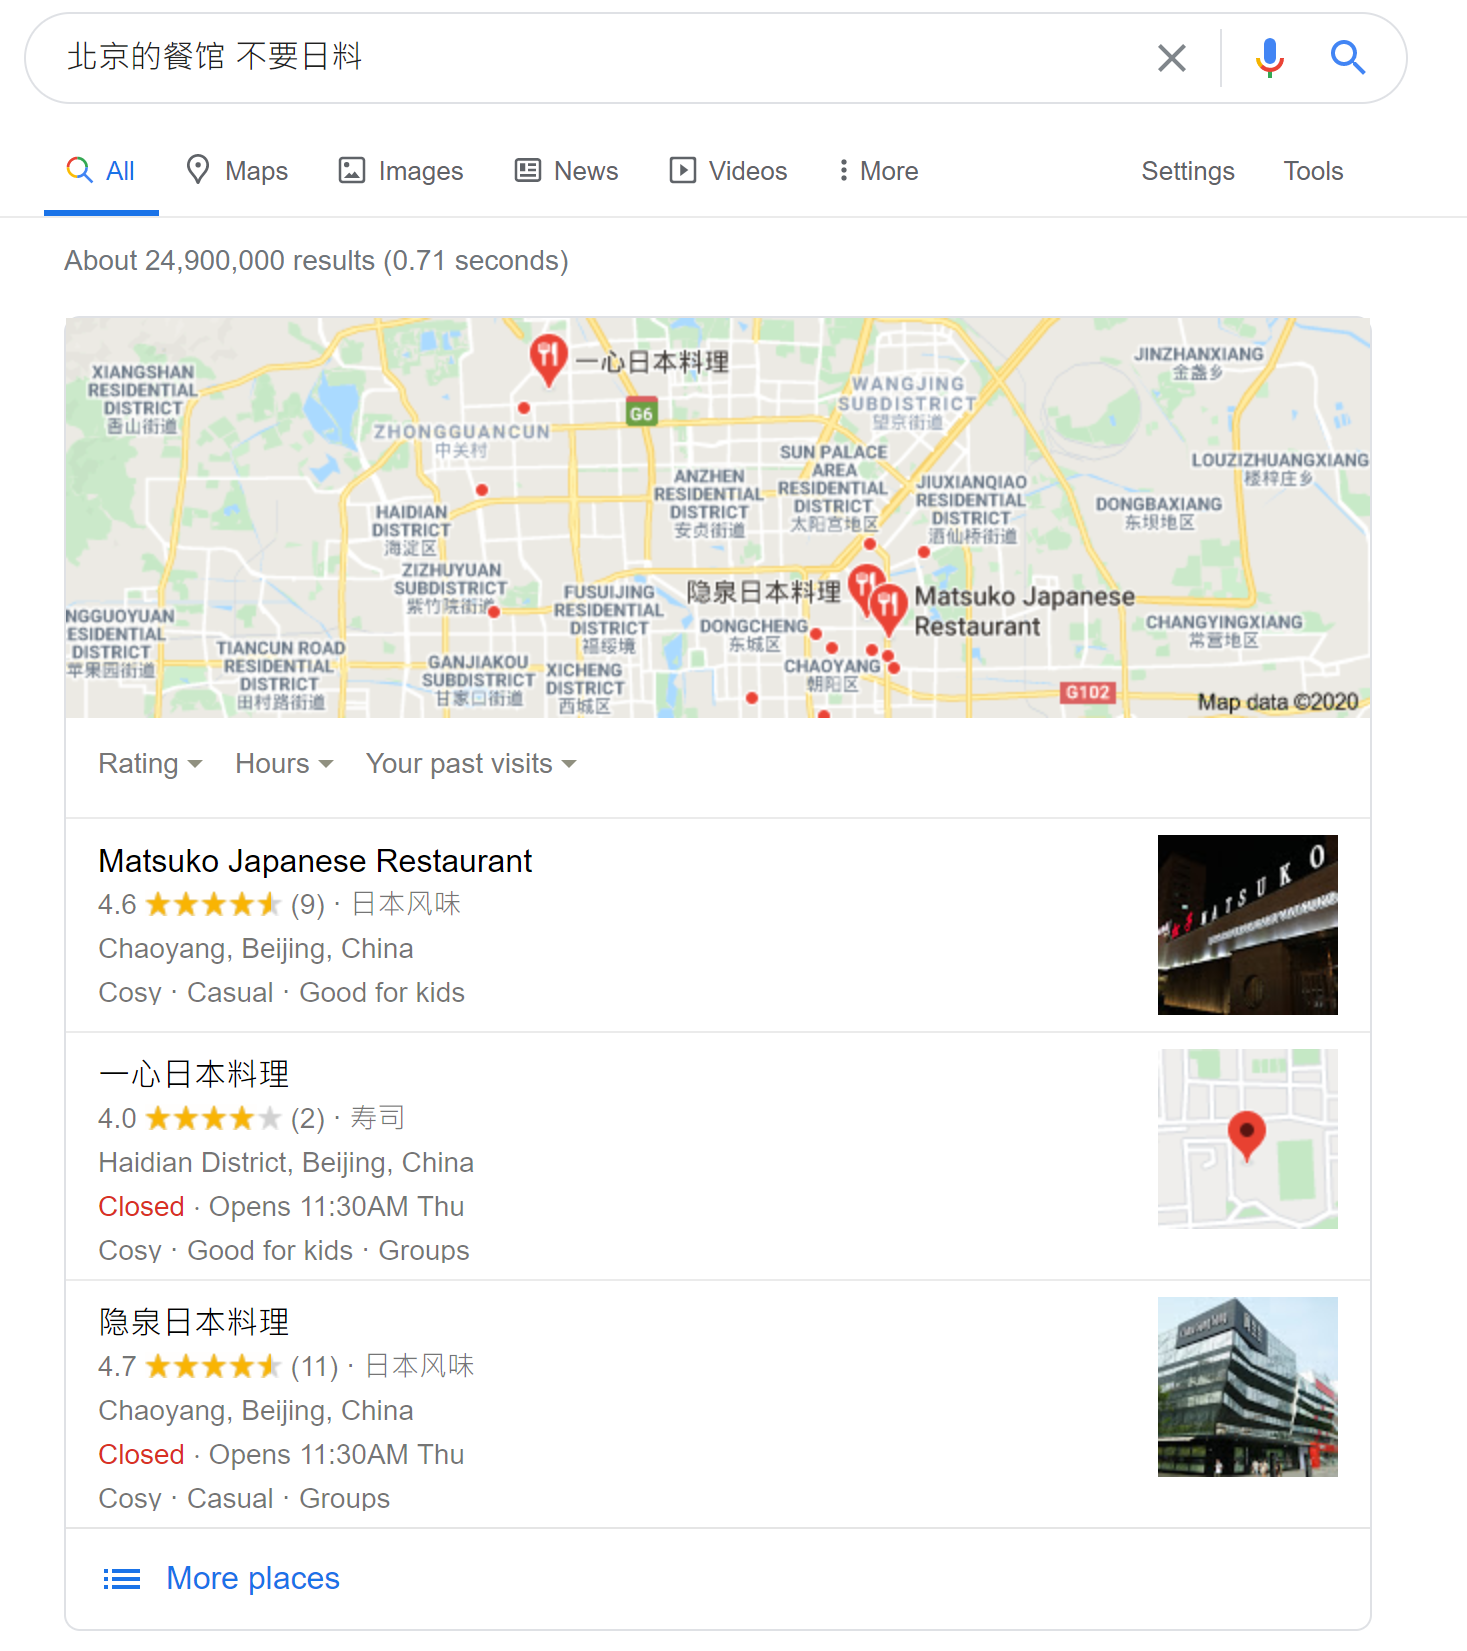 北京的餐馆 不要日料
All Maps Images News Videos More Settings Tools
About 24,900,000 results (0.71 seconds)
一心日本料理
XIANGSHAN
RESIDENTIAL
DISTRICT
香山街道
JINZHANXIANG
金盏乡
WANGJING
SUBDISTRICT
望京街道
G6
ZHONGGUANCUN
中关村
SUN PALACE
AREA
RESIDENTIAL
DISTRICT
太阳宫地区
LOUZIZHUANGXIANG
楼梓庄乡
ANZHEN
RESIDENTIAL
DISTRICT
安贞街道
JIUXIANQIAO
RESIDENTIAL
DISTRICT
酒仙桥街道
DONGBAXIANG
东坝地区
HAIDIAN
DISTRICT
海淀区
ZIZHUYUAN
SUBDISTRICT
紫竹院街道
FUSUIJING
RESIDENTIAL
DISTRICT
福绥境
隐泉日本料理
Matsuko Japanese
Restaurant
NGGUOYUAN
ESIDENTIAL
DISTRICT
苹果园街道
DONGCHENG
东城区
CHANGYINGXIANG
常营地区
TIANCUN ROAD
RESIDENTIAL
DISTRICT
田村路街道
GANJIAKOU
SUBDISTRICT
甘家口街道
XICHENG
DISTRICT
西城区
CHAOYANG
朝阳区
G102
Map data ©2020
Rating Hours Your past visits
Matsuko Japanese Restaurant
4.6 (9) · 日本风味
Chaoyang, Beijing, China
Cosy · Casual · Good for kids
MATSUKO
一心日本料理
4.0 (2) · 寿司
Haidian District, Beijing, China
Closed · Opens 11:30AM Thu
Cosy · Good for kids · Groups
隐泉日本料理
4.7 (11) · 日本风味
Chaoyang, Beijing, China
Closed · Opens 11:30AM Thu
Cosy · Casual · Groups
More places